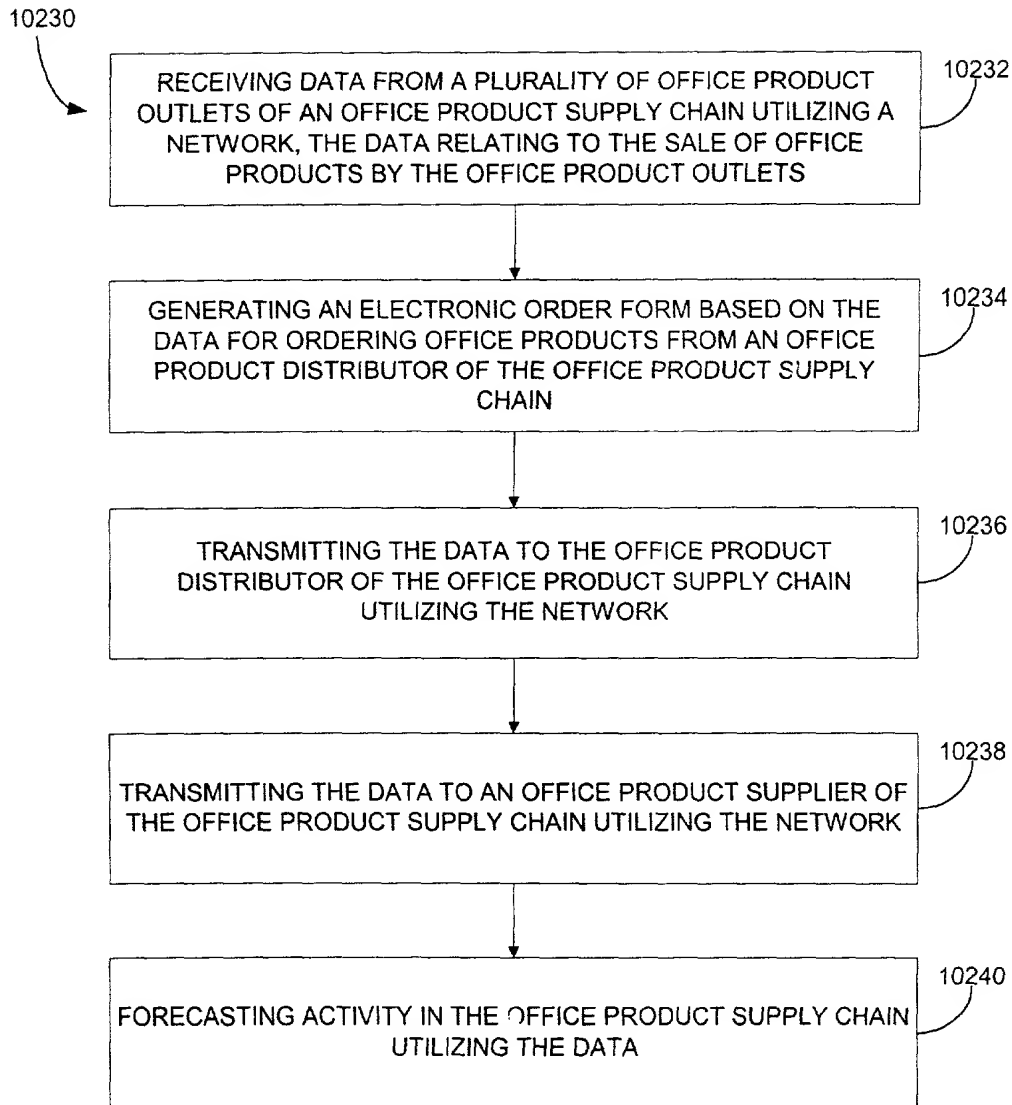 10230
RECEIVING DATA FROM A PLURALITY OF OFFICE PRODUCT
OUTLETS OF AN OFFICE PRODUCT SUPPLY CHAIN UTILIZING A
NETWORK, THE DATA RELATING TO THE SALE OF OFFICE
PRODUCTS BY THE OFFICE PRODUCT OUTLETS
10232
GENERATING AN ELECTRONIC ORDER FORM BASED ON THE
DATA FOR ORDERING OFFICE PRODUCTS FROM AN OFFICE
PRODUCT DISTRIBUTOR OF THE OFFICE PRODUCT SUPPLY
CHAIN
10234
TRANSMITTING THE DATA TO THE OFFICE PRODUCT
DISTRIBUTOR OF THE OFFICE PRODUCT SUPPLY CHAIN
UTILIZING THE NETWORK
10236
TRANSMITTING THE DATA TO AN OFFICE PRODUCT SUPPLIER OF
THE OFFICE PRODUCT SUPPLY CHAIN UTILIZING THE NETWORK
10238
FORECASTING ACTIVITY IN THE OFFICE PRODUCT SUPPLY CHAIN
UTILIZING THE DATA
10240